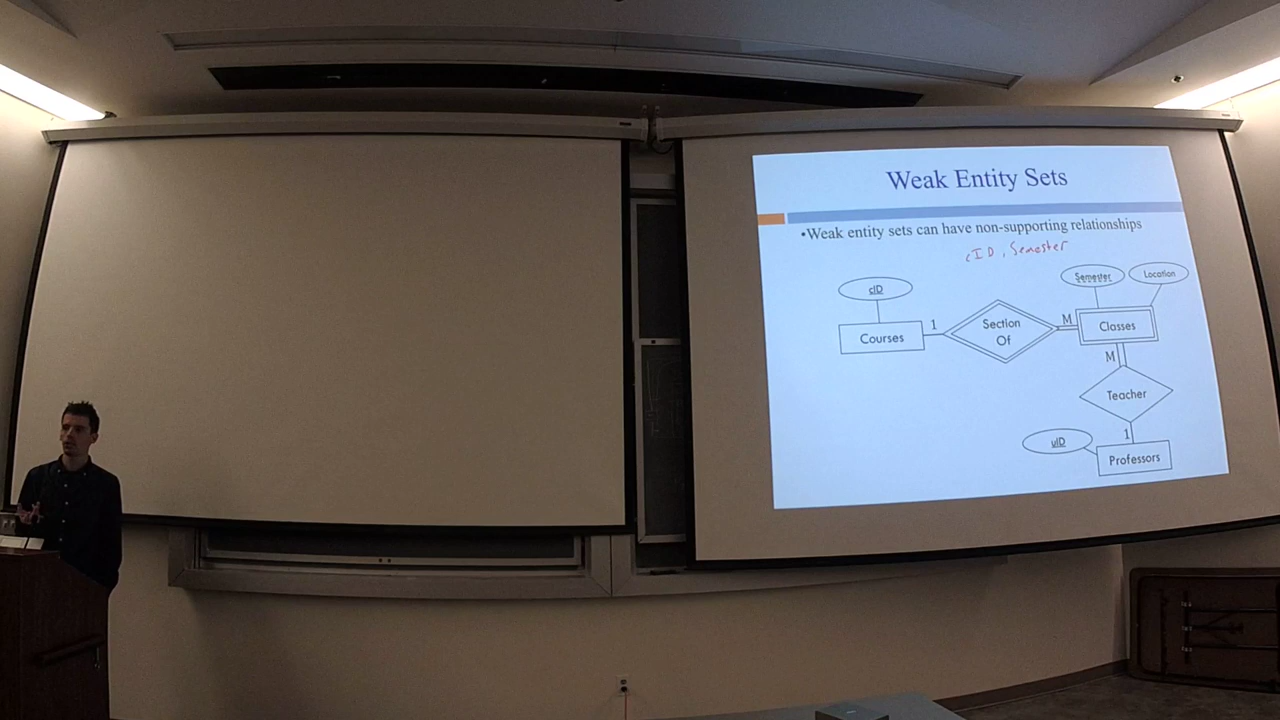 Weak Entity Sets
•Weak entity sets can have non-supporting relationships
cID, Semester
Semester Location
cID
Courses 1 Section Of M Classes
M
Teacher
1
uID
Professors